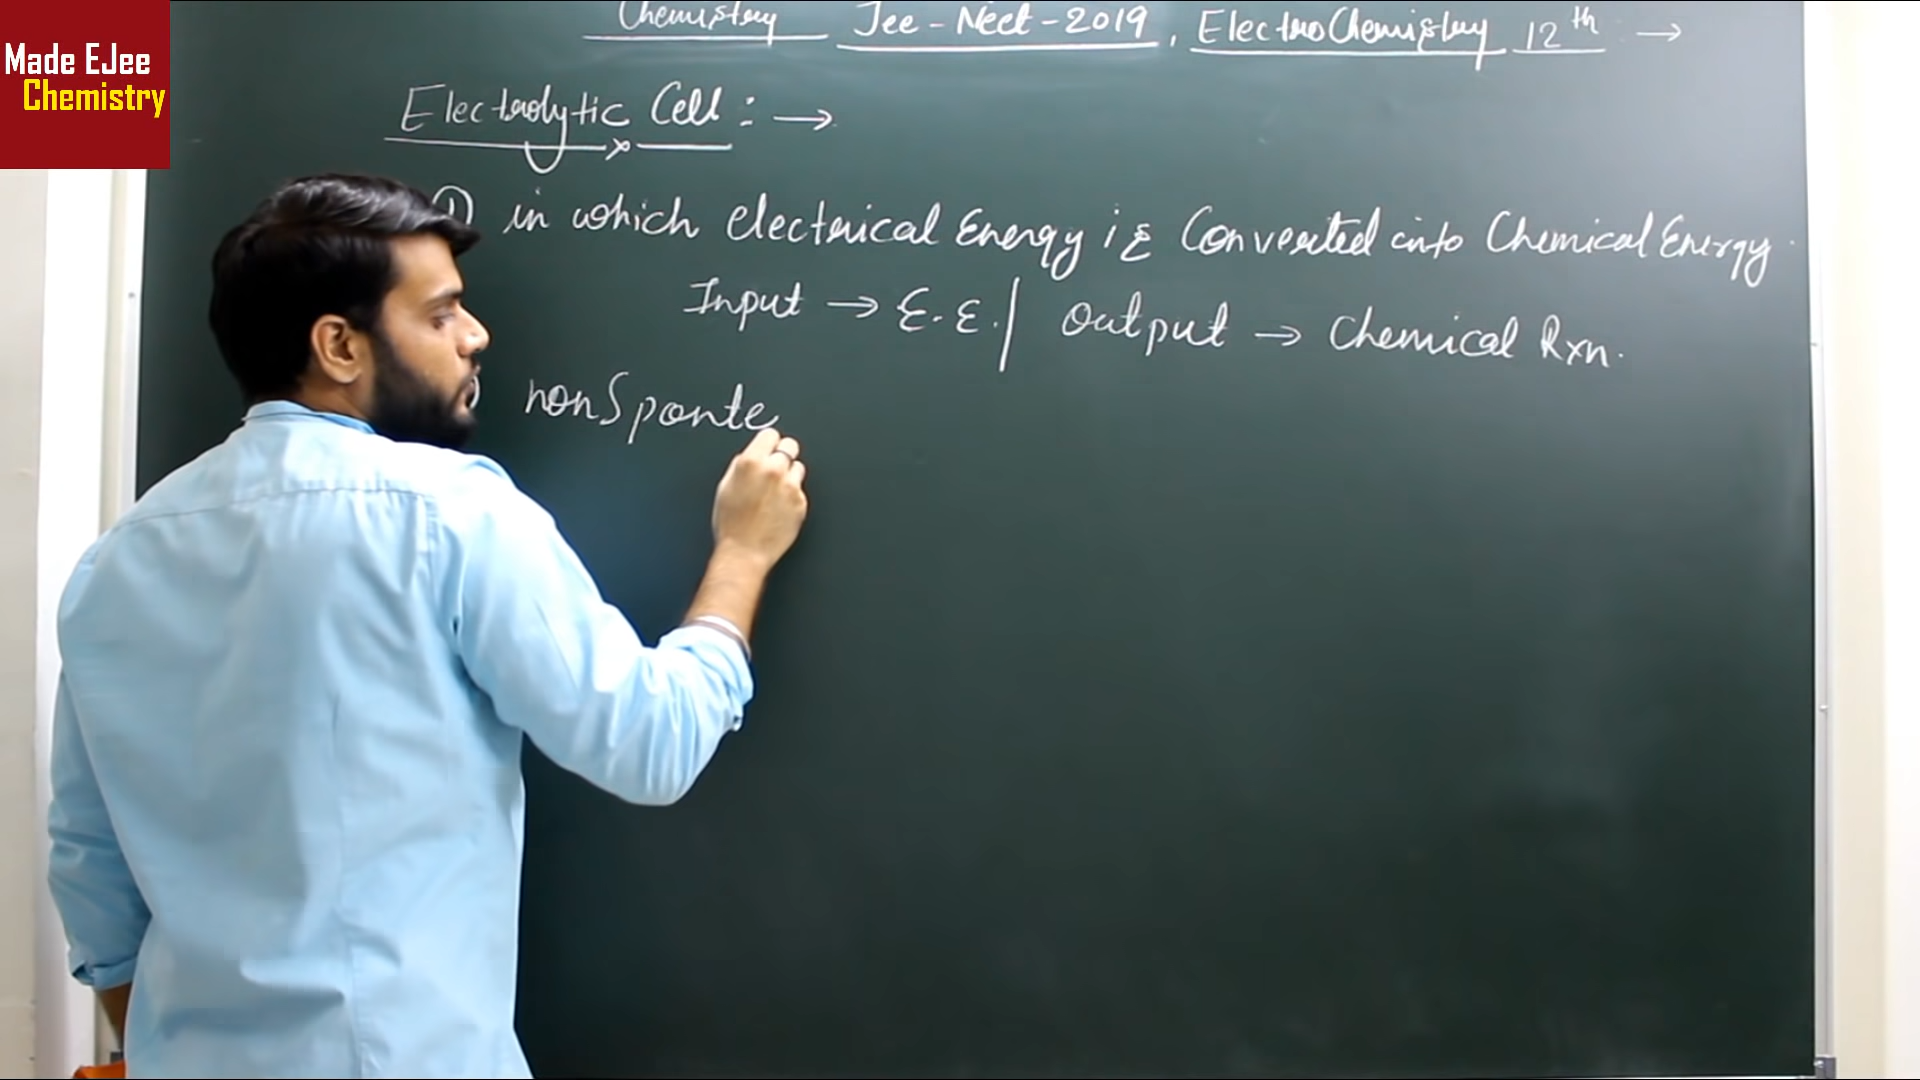 Made EJee
Chemistry
Chemistry Jee - Neet - 2019, ElectroChemistry 12th →
Electrolytic Cell : →
① in which electrical Energy is Converted into Chemical Energy.
Input → E.E. | Output → Chemical Rxn.
nonSponte